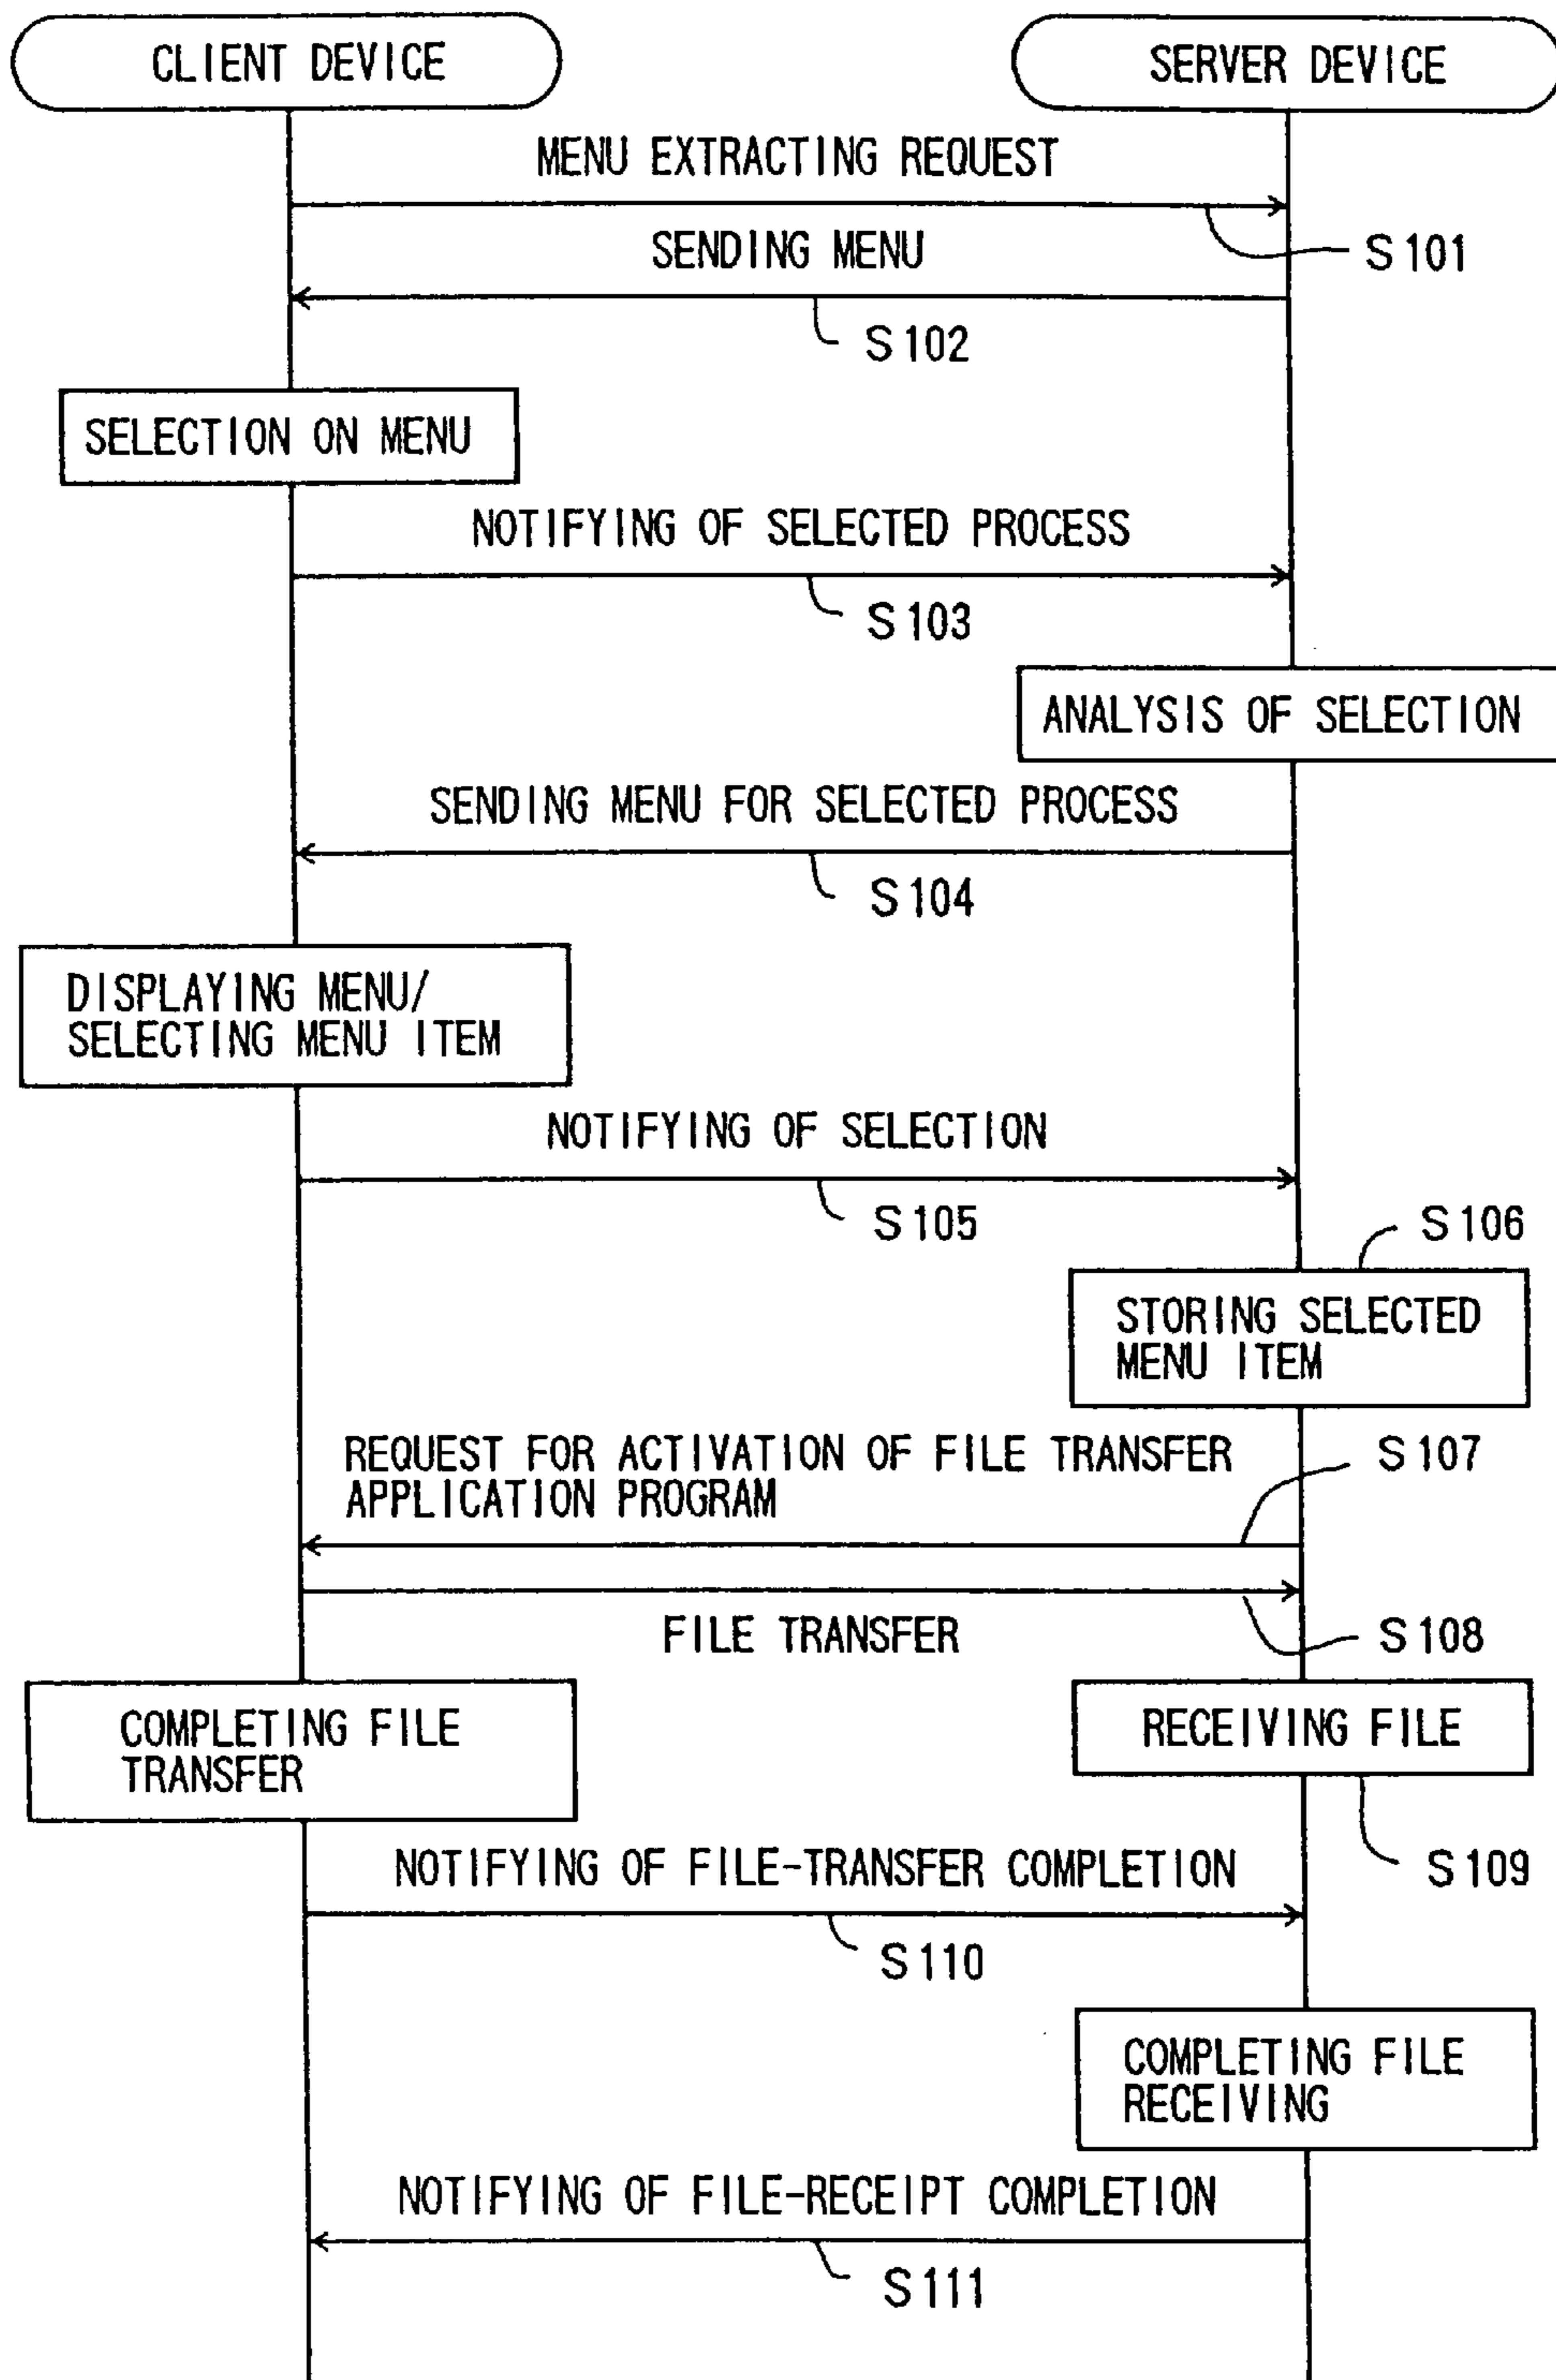 CLIENT DEVICE
SERVER DEVICE
MENU EXTRACTING REQUEST
S101
SENDING MENU
S102
SELECTION ON MENU
NOTIFYING OF SELECTED PROCESS
S103
ANALYSIS OF SELECTION
SENDING MENU FOR SELECTED PROCESS
S104
DISPLAYING MENU/
SELECTING MENU ITEM
NOTIFYING OF SELECTION
S105
S106
STORING SELECTED
MENU ITEM
REQUEST FOR ACTIVATION OF FILE TRANSFER
APPLICATION PROGRAM
S107
FILE TRANSFER
S108
COMPLETING FILE
TRANSFER
RECEIVING FILE
S109
NOTIFYING OF FILE-TRANSFER COMPLETION
S110
COMPLETING FILE
RECEIVING
NOTIFYING OF FILE-RECEIPT COMPLETION
S111